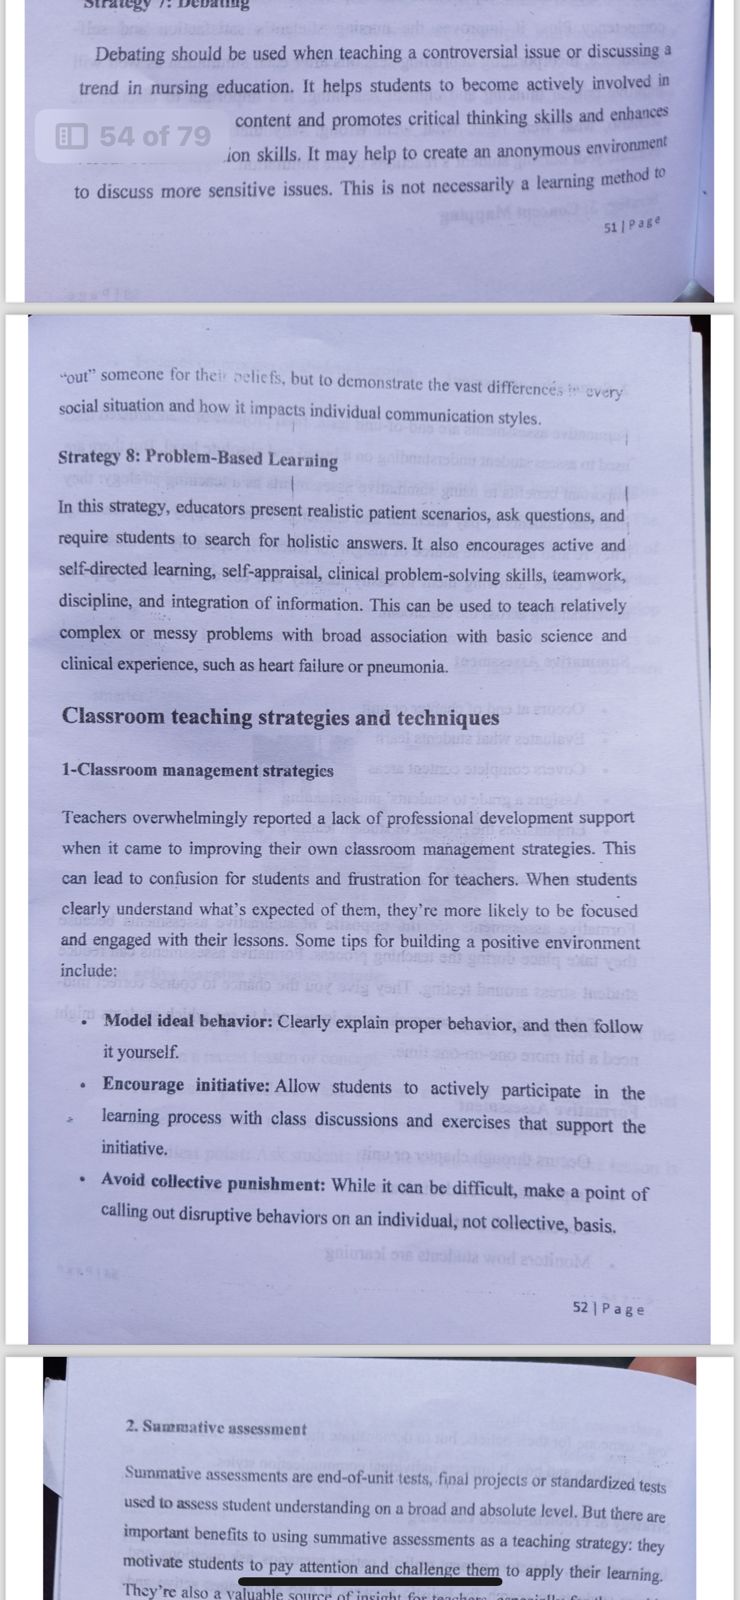 Strategy 7: Debating
Debating should be used when teaching a controversial issue or discussing a
trend in nursing education. It helps students to become actively involved in
content and promotes critical thinking skills and enhances
54 of 79
ion skills. It may help to create an anonymous environment
to discuss more sensitive issues. This is not necessarily a learning method to
51 | Page
“out” someone for their beliefs, but to demonstrate the vast differences in every
social situation and how it impacts individual communication styles.
Strategy 8: Problem-Based Learning
In this strategy, educators present realistic patient scenarios, ask questions, and
require students to search for holistic answers. It also encourages active and
self-directed learning, self-appraisal, clinical problem-solving skills, teamwork,
discipline, and integration of information. This can be used to teach relatively
complex or messy problems with broad association with basic science and
clinical experience, such as heart failure or pneumonia.
Classroom teaching strategies and techniques
1-Classroom management strategies
Teachers overwhelmingly reported a lack of professional development support
when it came to improving their own classroom management strategies. This
can lead to confusion for students and frustration for teachers. When students
clearly understand what’s expected of them, they’re more likely to be focused
and engaged with their lessons. Some tips for building a positive environment
include:
• Model ideal behavior: Clearly explain proper behavior, and then follow
it yourself.
• Encourage initiative: Allow students to actively participate in the
learning process with class discussions and exercises that support the
initiative.
• Avoid collective punishment: While it can be difficult, make a point of
calling out disruptive behaviors on an individual, not collective, basis.
52 | Page
2. Summative assessment
Summative assessments are end-of-unit tests, final projects or standardized tests
used to assess student understanding on a broad and absolute level. But there are
important benefits to using summative assessments as a teaching strategy: they
motivate students to pay attention and challenge them to apply their learning.
They’re also a valuable source of insight for teachers, especially for